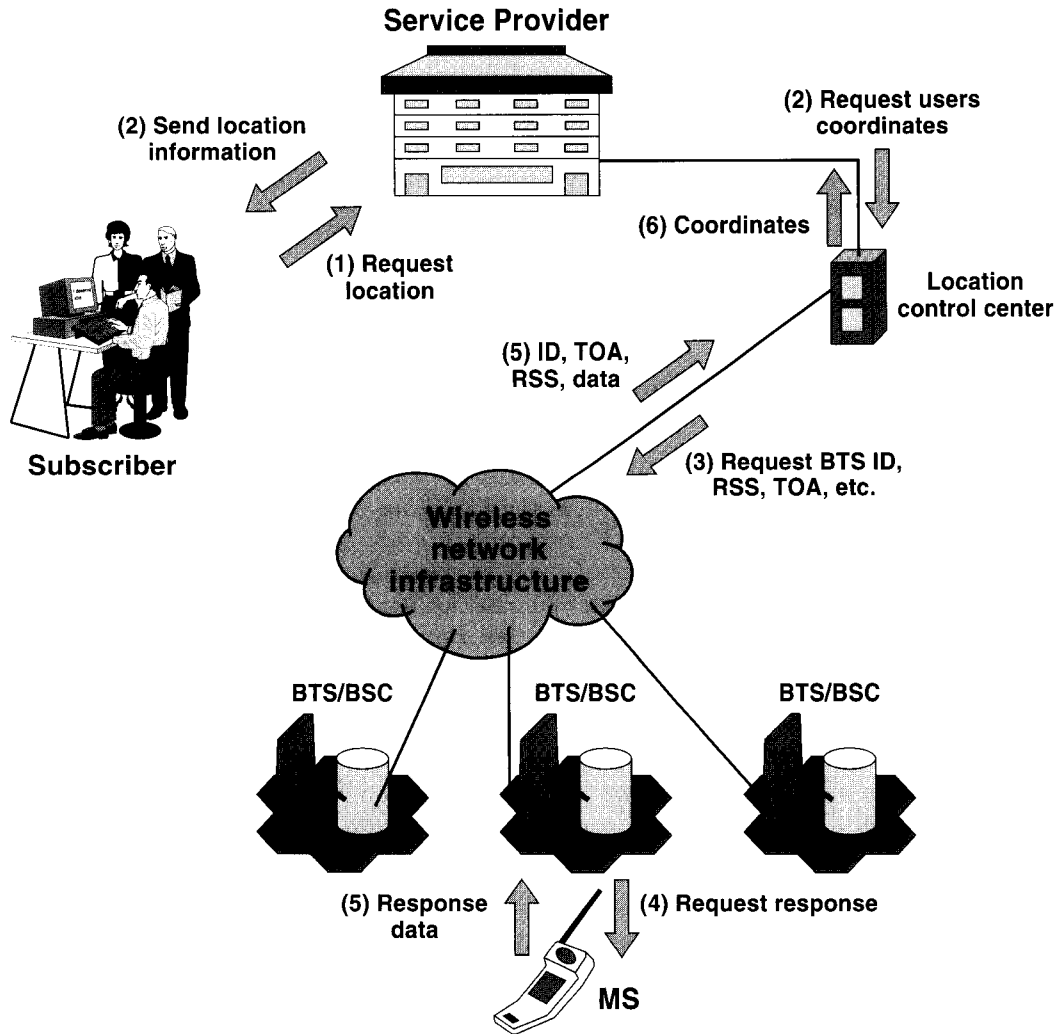 Service Provider
(2) Send location
information
(2) Request users
coordinates
(6) Coordinates
(1) Request
location
Location
control center
(5) ID, TOA,
RSS, data
Subscriber
(3) Request BTS ID,
RSS, TOA, etc.
Wireless
network
infrastructure
BTS/BSC
BTS/BSC
BTS/BSC
(5) Response
data
(4) Request response
MS